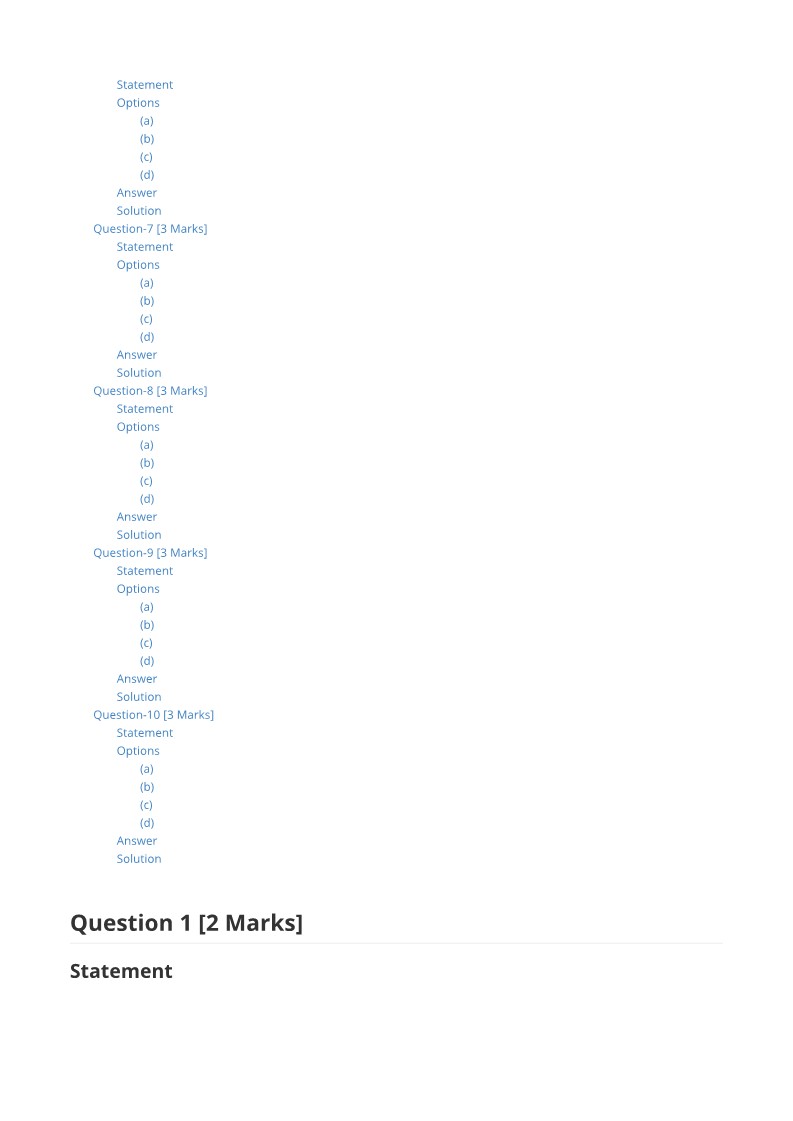 Statement
Options
(a)
(b)
(c)
(d)
Answer
Solution
Question-7 [3 Marks]
Statement
Options
(a)
(b)
(c)
(d)
Answer
Solution
Question-8 [3 Marks]
Statement
Options
(a)
(b)
(c)
(d)
Answer
Solution
Question-9 [3 Marks]
Statement
Options
(a)
(b)
(c)
(d)
Answer
Solution
Question-10 [3 Marks]
Statement
Options
(a)
(b)
(c)
(d)
Answer
Solution
Question 1 [2 Marks]
Statement